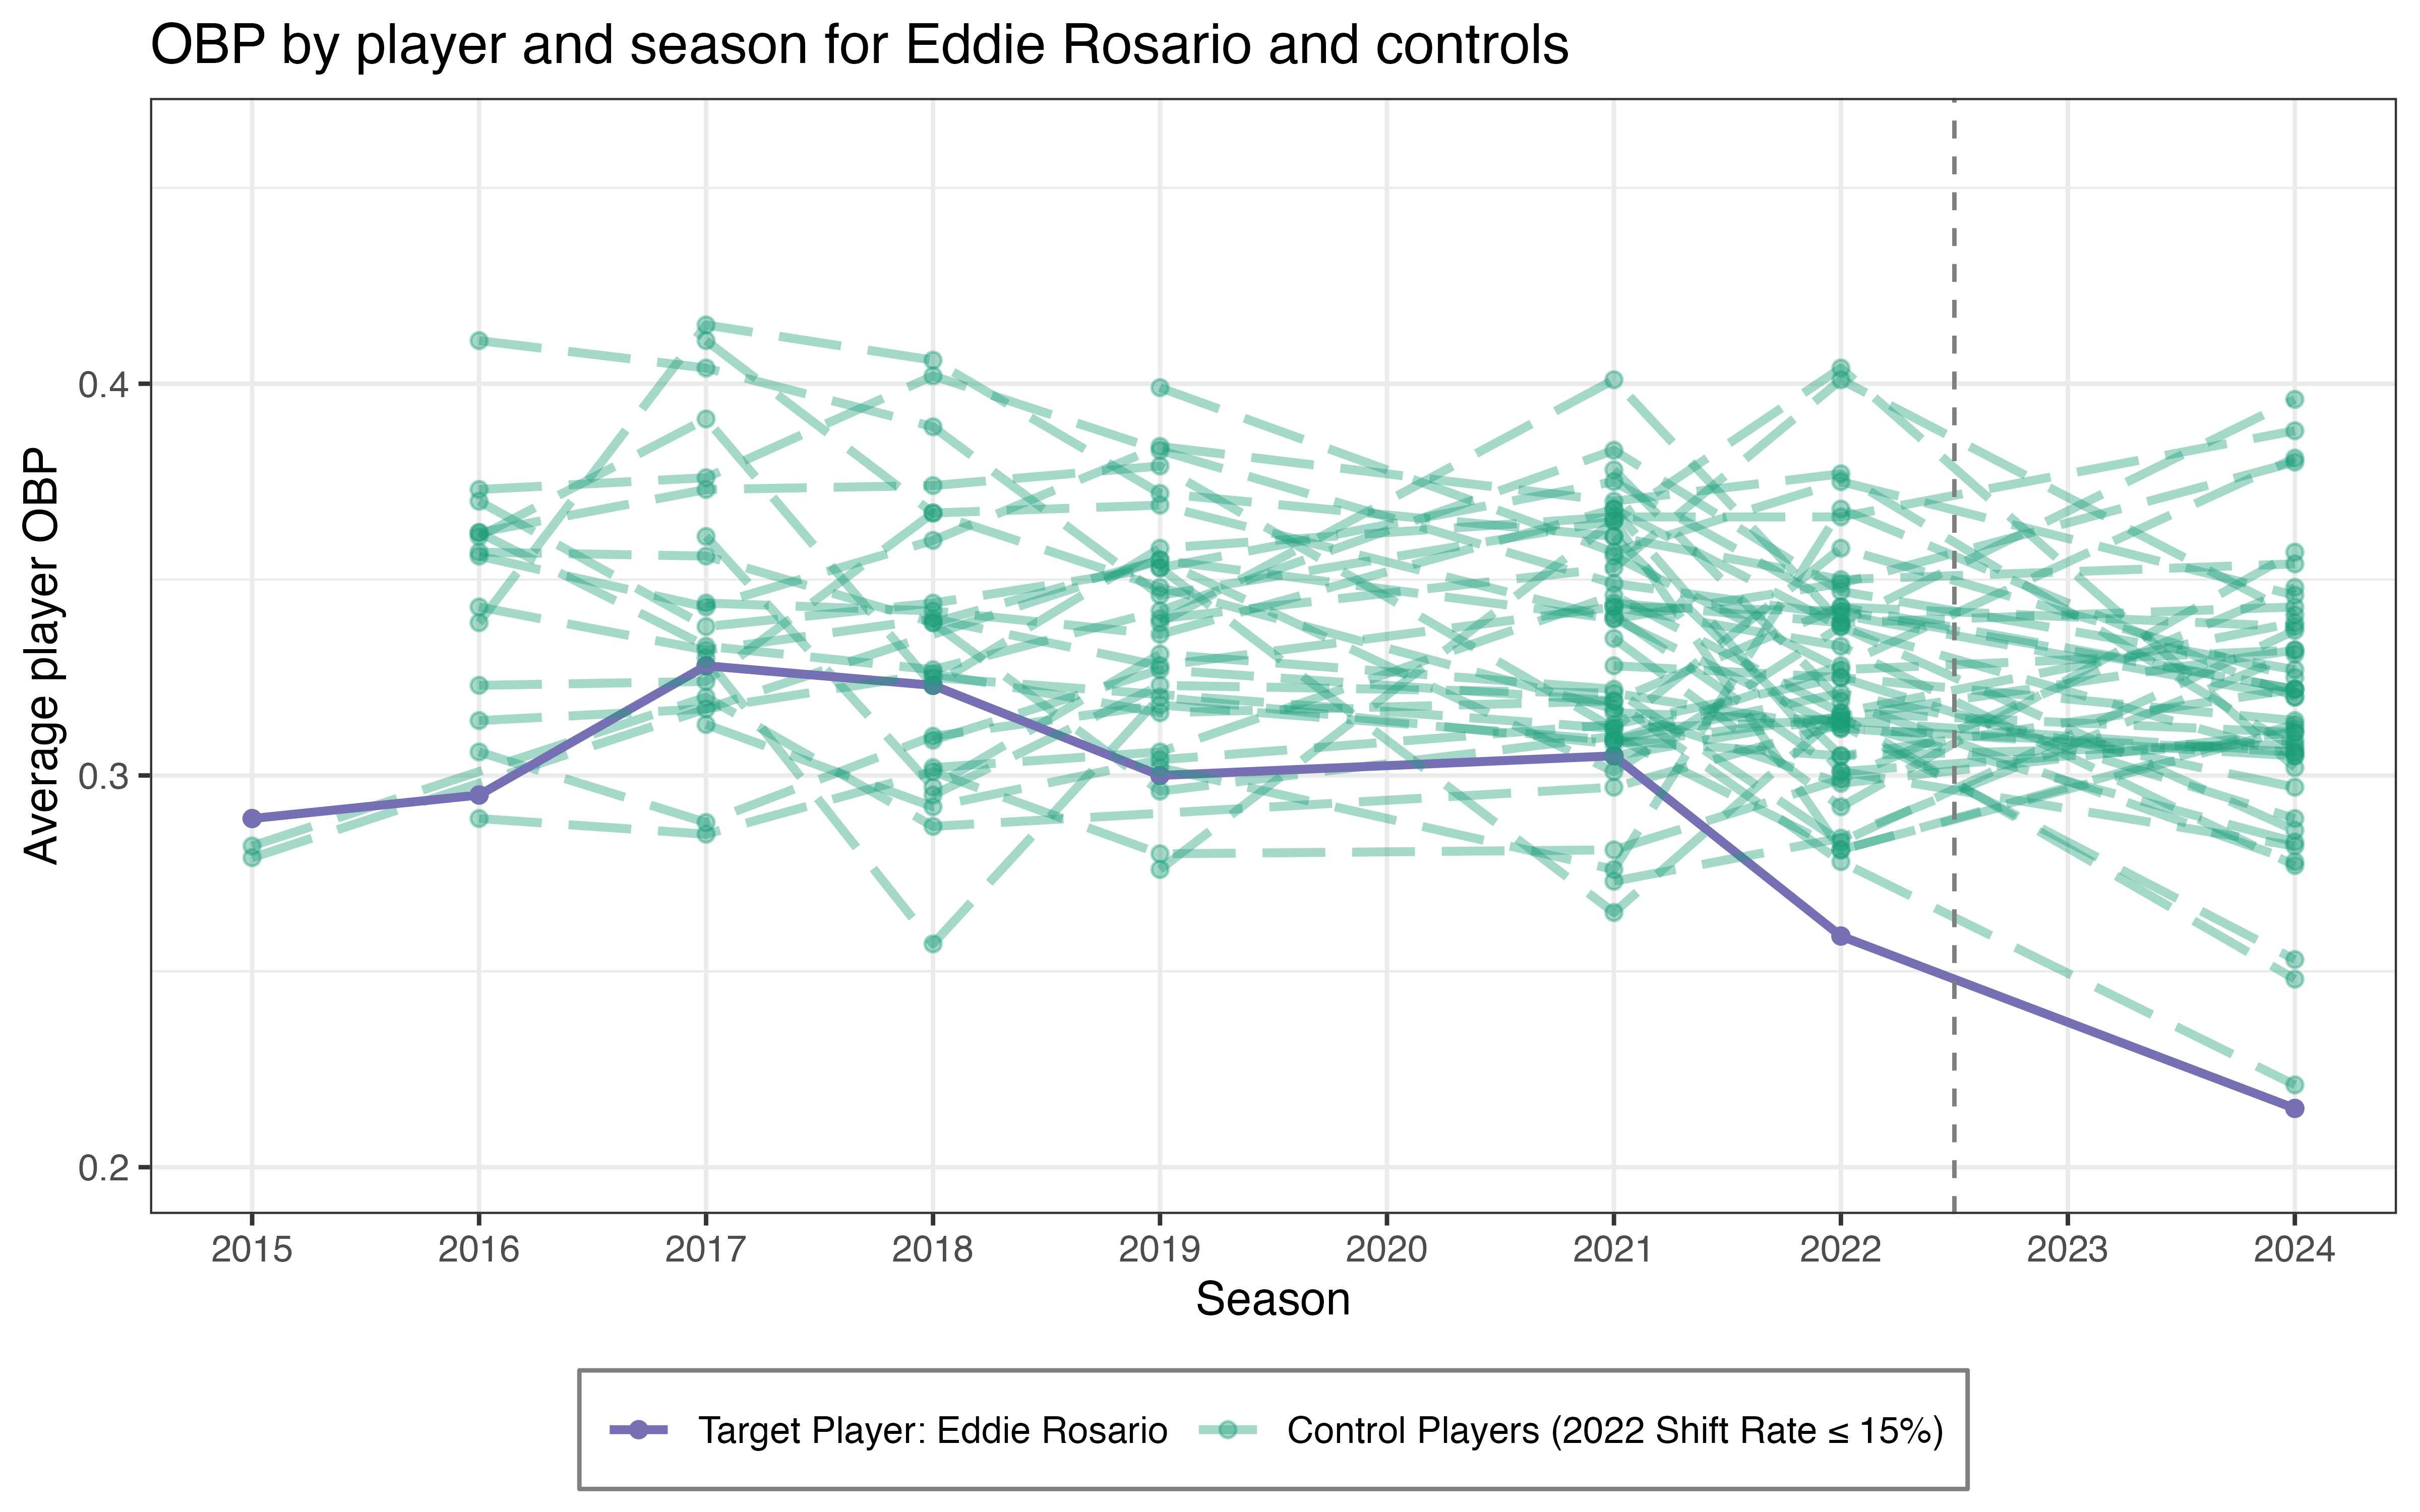 OBP by player and season for Eddie Rosario and controls
Average player OBP
0.4
0.3
0.2
2015 2016 2017 2018 2019 2020 2021 2022 2023 2024
Season
Target Player: Eddie Rosario Control Players (2022 Shift Rate ≤ 15%)